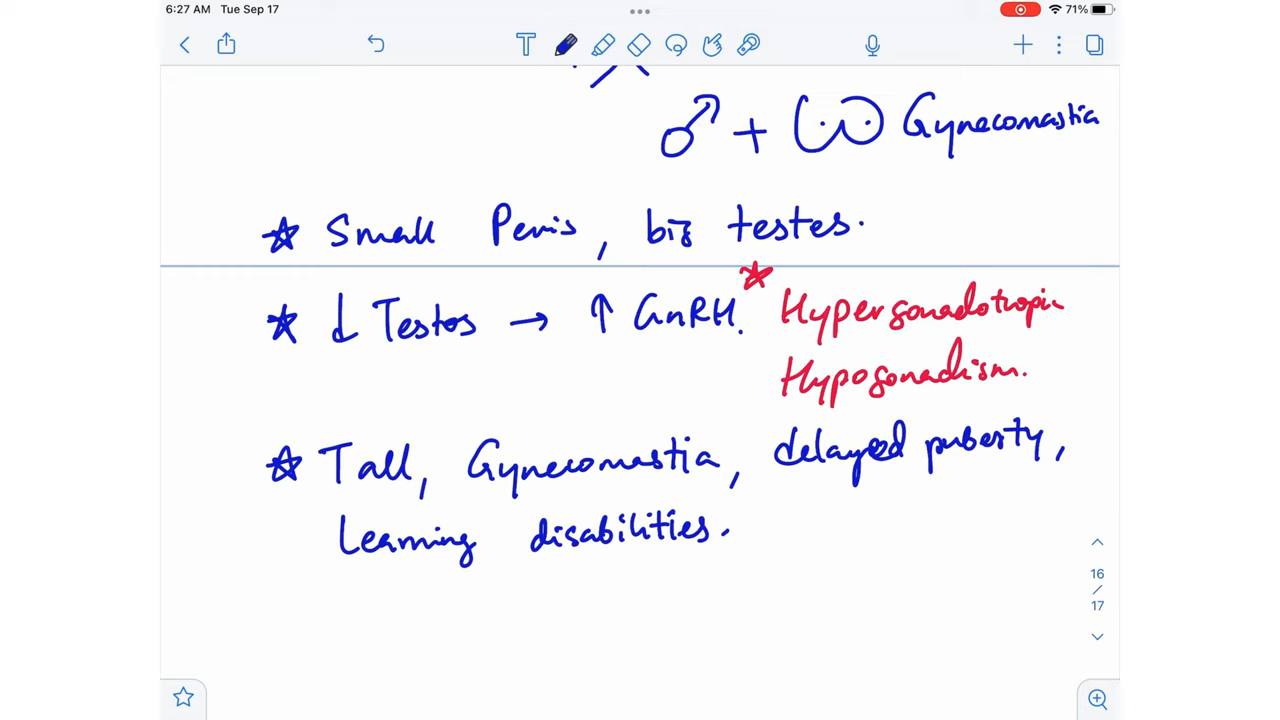 6:27 AM Tue Sep 17
71%
T
♂ + Gynecomastia
☆ Small Penis, big testes.
☆ ↓ Testos → ↑ GnRH. ☆ Hypergonadotropic
Hypogonadism.
☆ Tall, Gynecomastia, delayed puberty,
Learning disabilities.
16
/
17